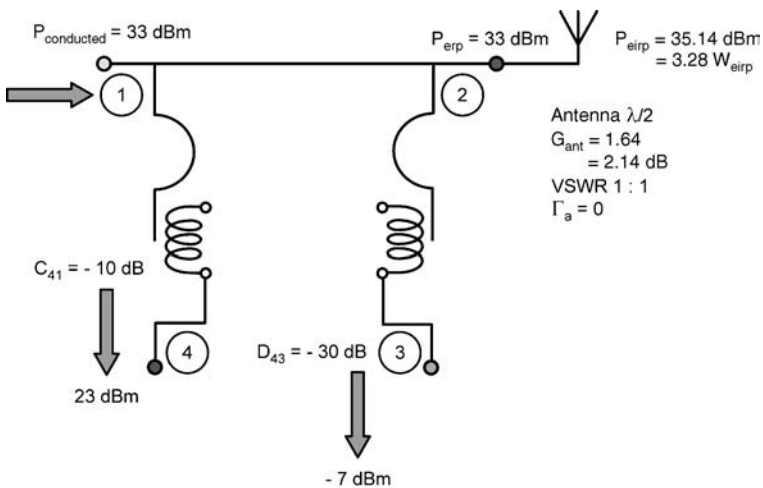 P_conducted = 33 dBm
P_erp = 33 dBm
P_eirp = 35.14 dBm
= 3.28 W_eirp
1
2
Antenna λ/2
G_ant = 1.64
= 2.14 dB
VSWR 1 : 1
Γ_a = 0
C_41 = - 10 dB
4
D_43 = - 30 dB
3
23 dBm
- 7 dBm